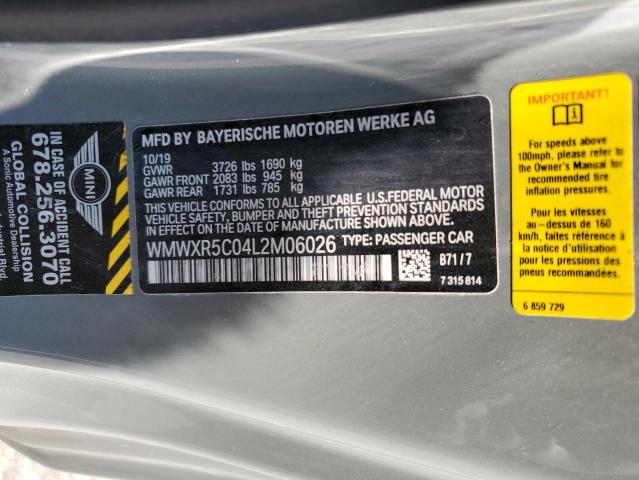 IN CASE OF ACCIDENT CALL
678.256.3070
GLOBAL COLLISION
A Sonic Automotive Dealership
Industrial Blvd.
MINI
MFD BY BAYERISCHE MOTOREN WERKE AG
10/19
GVWR 3726 lbs 1690 kg
GAWR FRONT 2083 lbs 945 kg
GAWR REAR 1731 lbs 785 kg
THIS VEHICLE CONFORMS TO ALL APPLICABLE U.S.FEDERAL MOTOR
VEHICLE SAFETY, BUMPER AND THEFT PREVENTION STANDARDS
IN EFFECT ON THE DATE OF MANUFACTURE SHOWN ABOVE.
WMWXR5C04L2M06026 TYPE: PASSENGER CAR
B71 / 7
7 315 814
IMPORTANT!
For speeds above
100mph, please refer to
the Owner's Manual for
recommended tire
inflation pressures.
Pour les vitesses
au-dessus de 160
km/h, faites référence à
la notice d'utilisation
pour les pressions des
pneus recommandées.
6 859 729